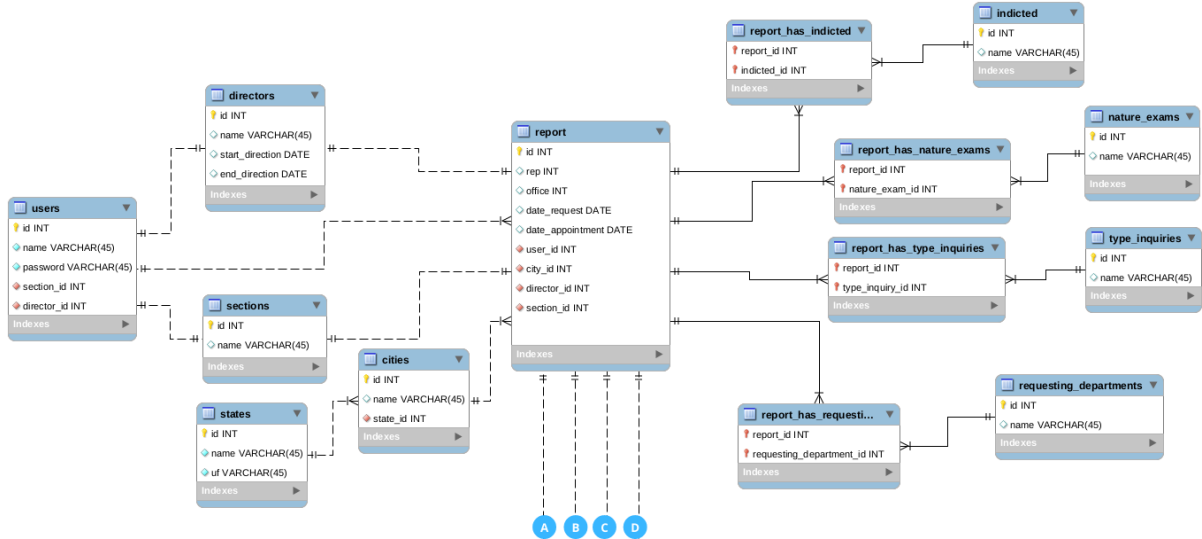 indicted
id INT
name VARCHAR(45)
Indexes
report_has_indicted
report_id INT
indicted_id INT
Indexes
directors
id INT
name VARCHAR(45)
start_direction DATE
end_direction DATE
Indexes
report
id INT
rep INT
office INT
date_request DATE
date_appointment DATE
user_id INT
city_id INT
director_id INT
section_id INT
Indexes
nature_exams
id INT
name VARCHAR(45)
Indexes
report_has_nature_exams
report_id INT
nature_exam_id INT
Indexes
users
id INT
name VARCHAR(45)
password VARCHAR(45)
section_id INT
director_id INT
Indexes
type_inquiries
id INT
name VARCHAR(45)
Indexes
report_has_type_inquiries
report_id INT
type_inquiry_id INT
Indexes
sections
id INT
name VARCHAR(45)
Indexes
cities
id INT
name VARCHAR(45)
state_id INT
Indexes
states
id INT
name VARCHAR(45)
uf VARCHAR(45)
Indexes
requesting_departments
id INT
name VARCHAR(45)
Indexes
report_has_requesti...
report_id INT
requesting_department_id INT
Indexes
A B C D